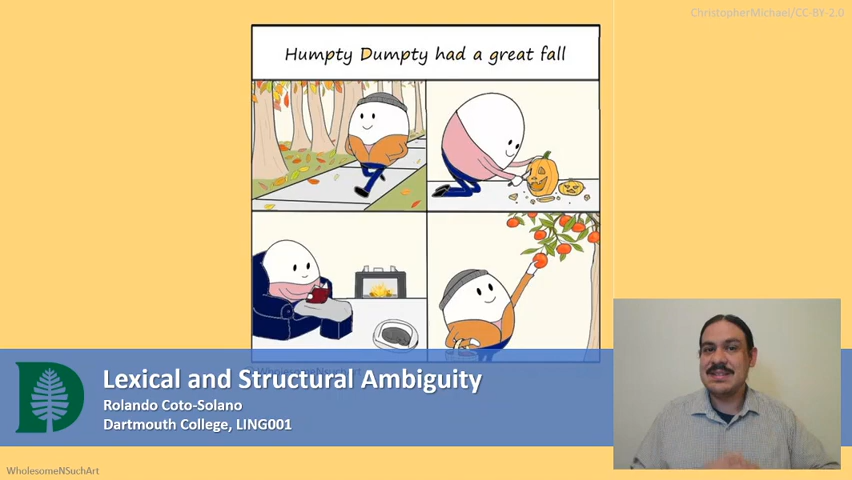 ChristopherMichael/CC-BY-2.0
Humpty Dumpty had a great fall
WholesomeNSuchArt
Lexical and Structural Ambiguity
Rolando Coto-Solano
Dartmouth College, LING001
WholesomeNSuchArt